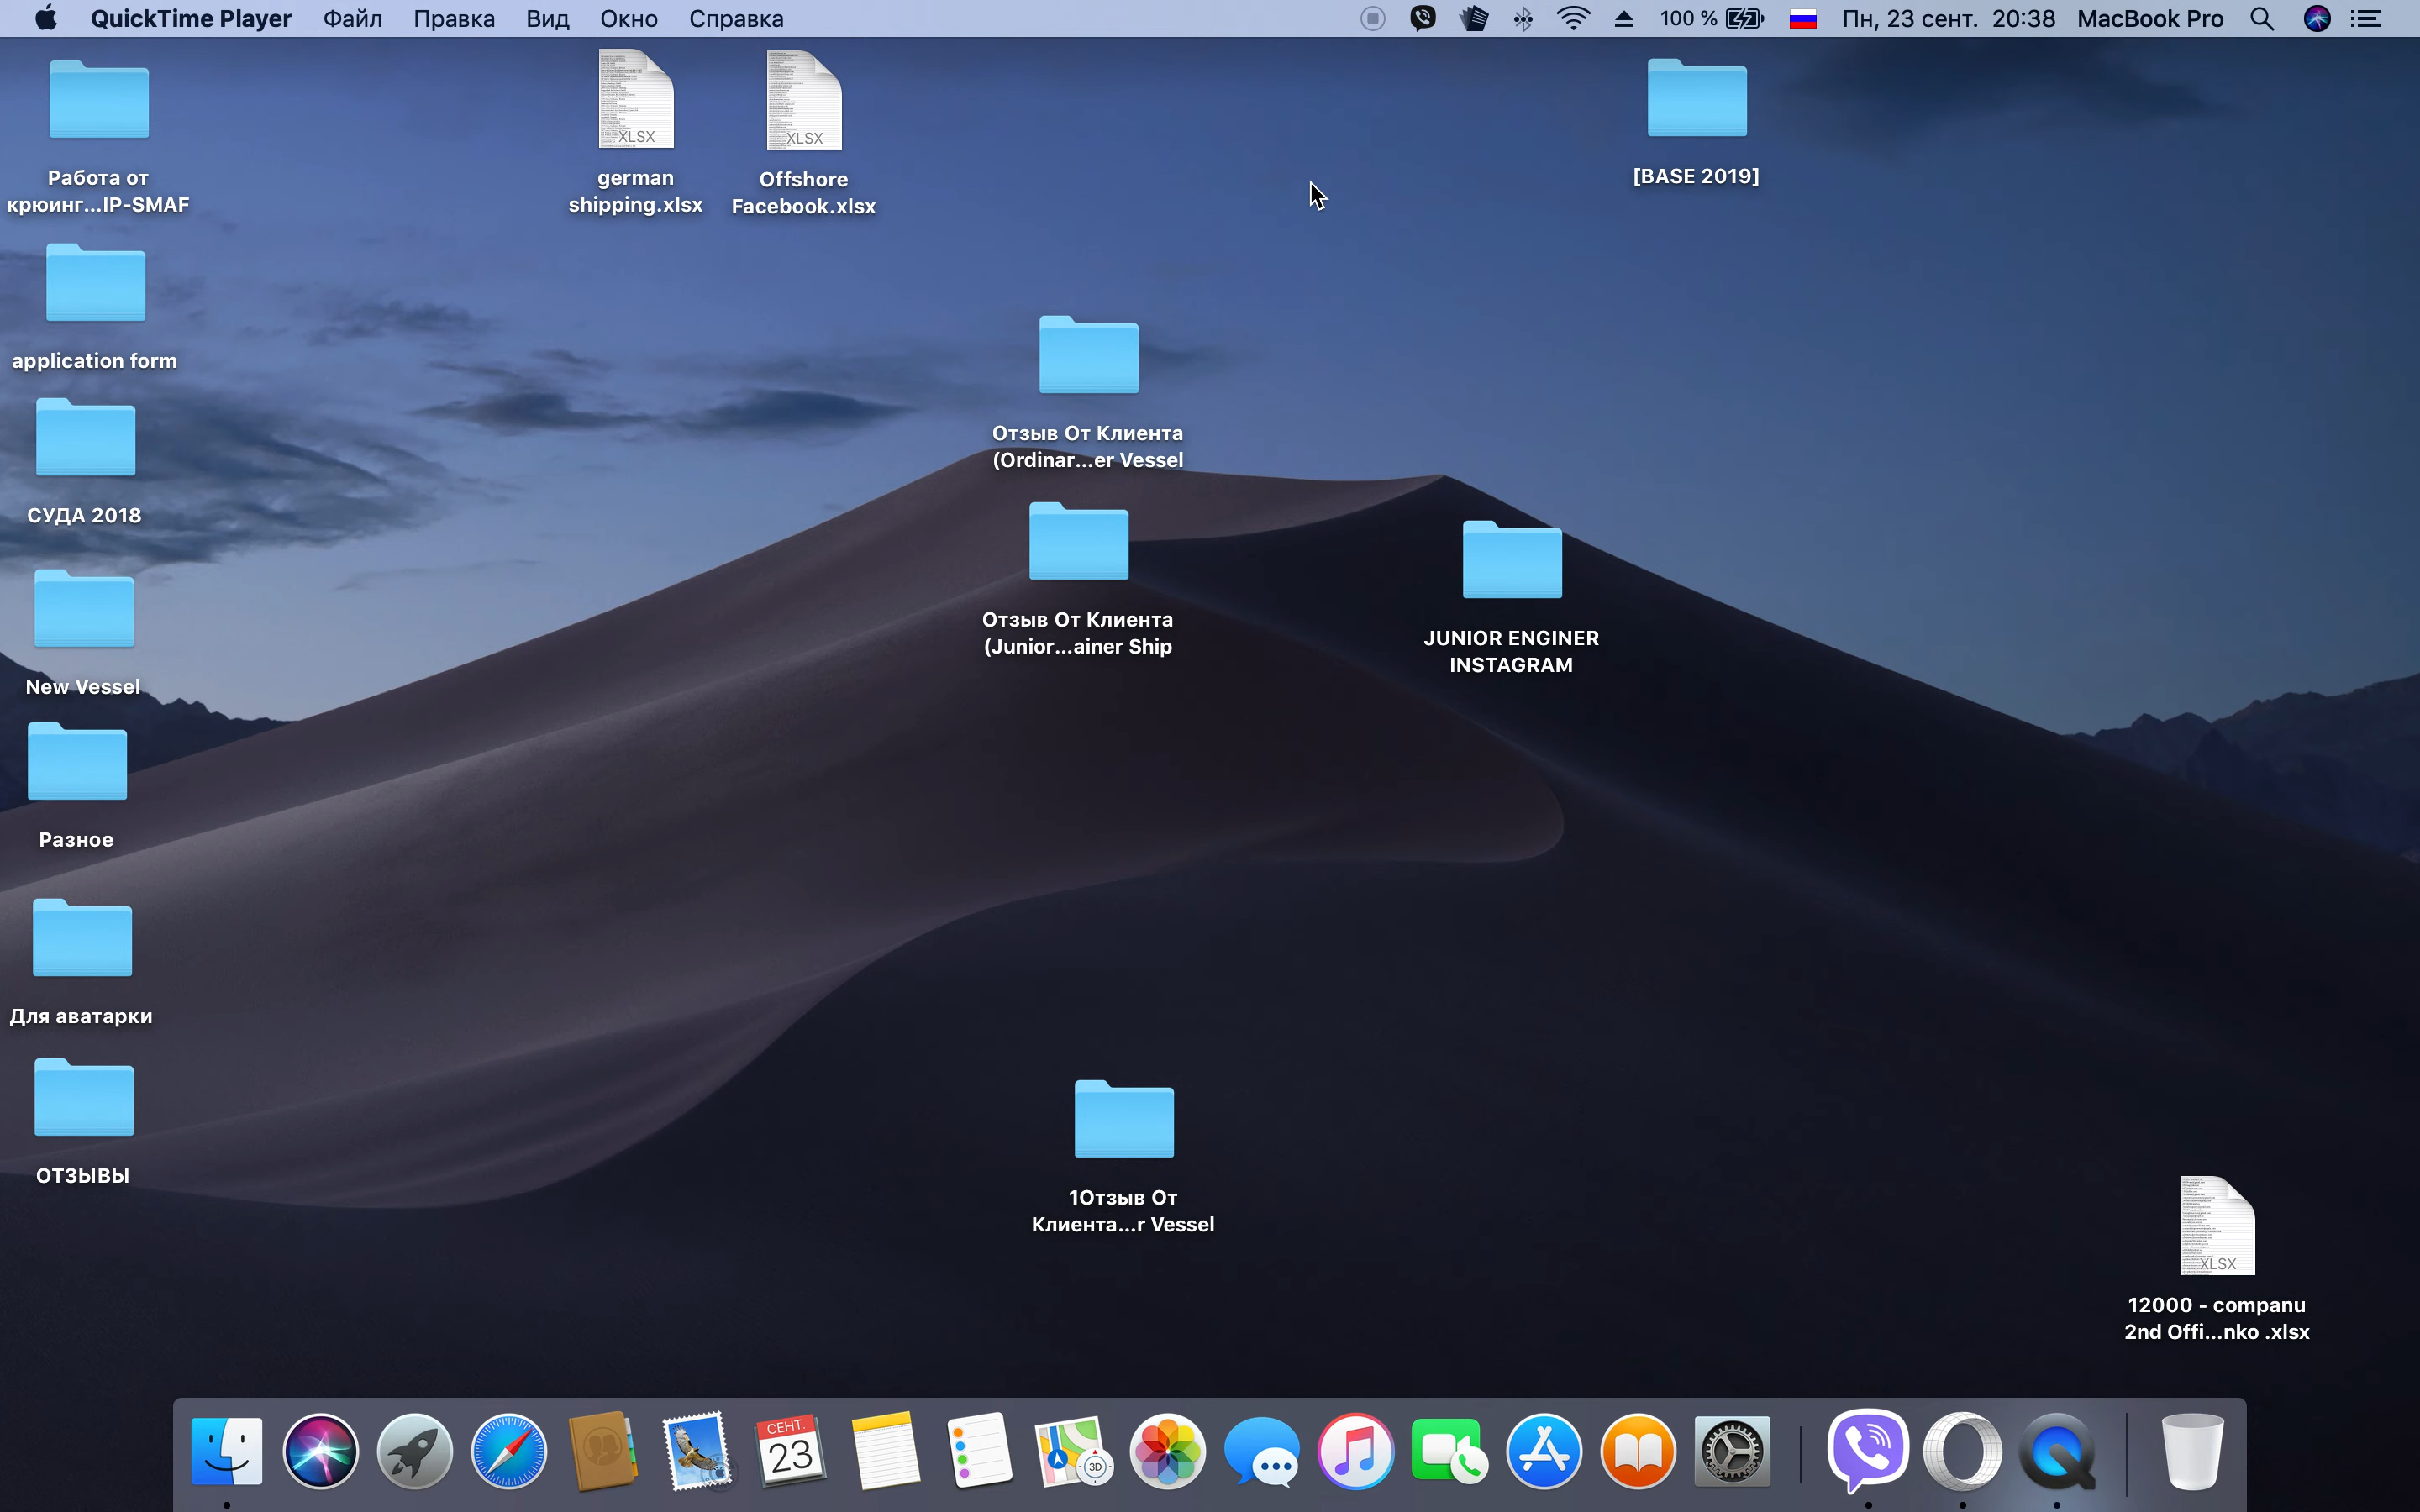 QuickTime Player Файл Правка Вид Окно Справка 100 % Пн, 23 сент. 20:38 MacBook Pro
Работа от
крюинг...IP-SMAF
german
shipping.xlsx
Offshore
Facebook.xlsx
[BASE 2019]
XLSX
XLSX
application form
Отзыв От Клиента
(Ordinar...er Vessel
СУДА 2018
Отзыв От Клиента
(Junior...ainer Ship
JUNIOR ENGINER
INSTAGRAM
New Vessel
Разное
Для аватарки
ОТЗЫВЫ
1Отзыв От
Клиента...r Vessel
XLSX
12000 - companu
2nd Offi...nko .xlsx
СЕНТ.
23
3D